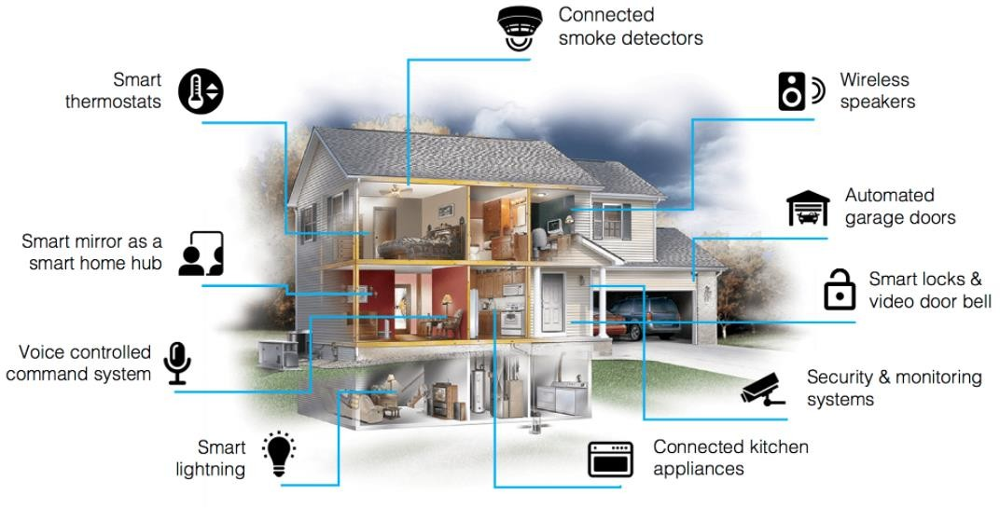 Connected
smoke detectors
Smart
thermostats
Wireless
speakers
Automated
garage doors
Smart mirror as a
smart home hub
Smart locks &
video door bell
Voice controlled
command system
Security & monitoring
systems
Smart
lightning
Connected kitchen
appliances